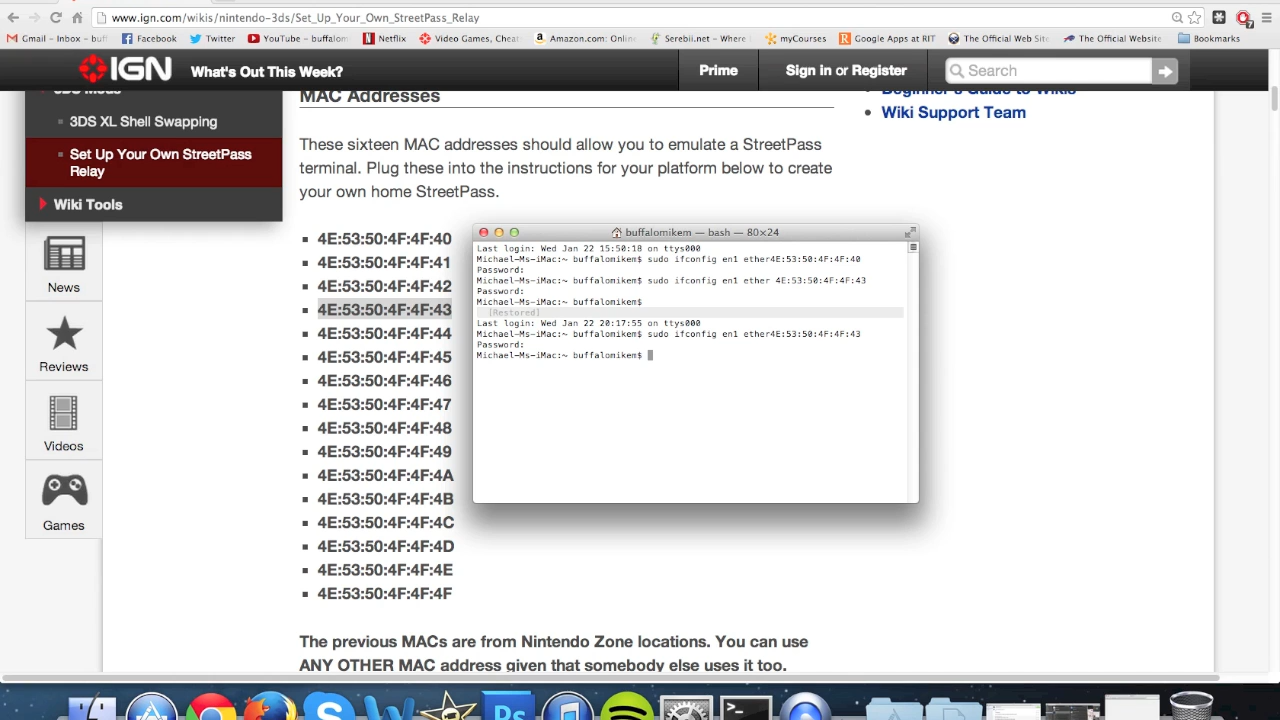 www.ign.com/wikis/nintendo-3ds/Set_Up_Your_Own_StreetPass_Relay
Gmail - Inbox - buff
Facebook
Twitter
YouTube - buffalom
Netflix
Video Games, Cheat
Amazon.com: Onlin
Serebii.net - Where
myCourses
Google Apps at RIT
The Official Web Site
The Official Website
Bookmarks
IGN
What's Out This Week?
Prime
Sign in or Register
Search
3DS Mods
3DS XL Shell Swapping
Set Up Your Own StreetPass
Relay
Wiki Tools
News
Reviews
Videos
Games
MAC Addresses
These sixteen MAC addresses should allow you to emulate a StreetPass
terminal. Plug these into the instructions for your platform below to create
your own home StreetPass.
4E:53:50:4F:4F:40
4E:53:50:4F:4F:41
4E:53:50:4F:4F:42
4E:53:50:4F:4F:43
4E:53:50:4F:4F:44
4E:53:50:4F:4F:45
4E:53:50:4F:4F:46
4E:53:50:4F:4F:47
4E:53:50:4F:4F:48
4E:53:50:4F:4F:49
4E:53:50:4F:4F:4A
4E:53:50:4F:4F:4B
4E:53:50:4F:4F:4C
4E:53:50:4F:4F:4D
4E:53:50:4F:4F:4E
4E:53:50:4F:4F:4F
The previous MACs are from Nintendo Zone locations. You can use
ANY OTHER MAC address given that somebody else uses it too.
Beginner's Guide to Wikis
Wiki Support Team
buffalomikem — bash — 80×24
Last login: Wed Jan 22 15:50:18 on ttys000
Michael-Ms-iMac:~ buffalomikem$ sudo ifconfig en1 ether4E:53:50:4F:4F:40
Password:
Michael-Ms-iMac:~ buffalomikem$ sudo ifconfig en1 ether 4E:53:50:4F:4F:43
Password:
Michael-Ms-iMac:~ buffalomikem$
[Restored]
Last login: Wed Jan 22 20:17:55 on ttys000
Michael-Ms-iMac:~ buffalomikem$ sudo ifconfig en1 ether4E:53:50:4F:4F:43
Password:
Michael-Ms-iMac:~ buffalomikem$
Ps